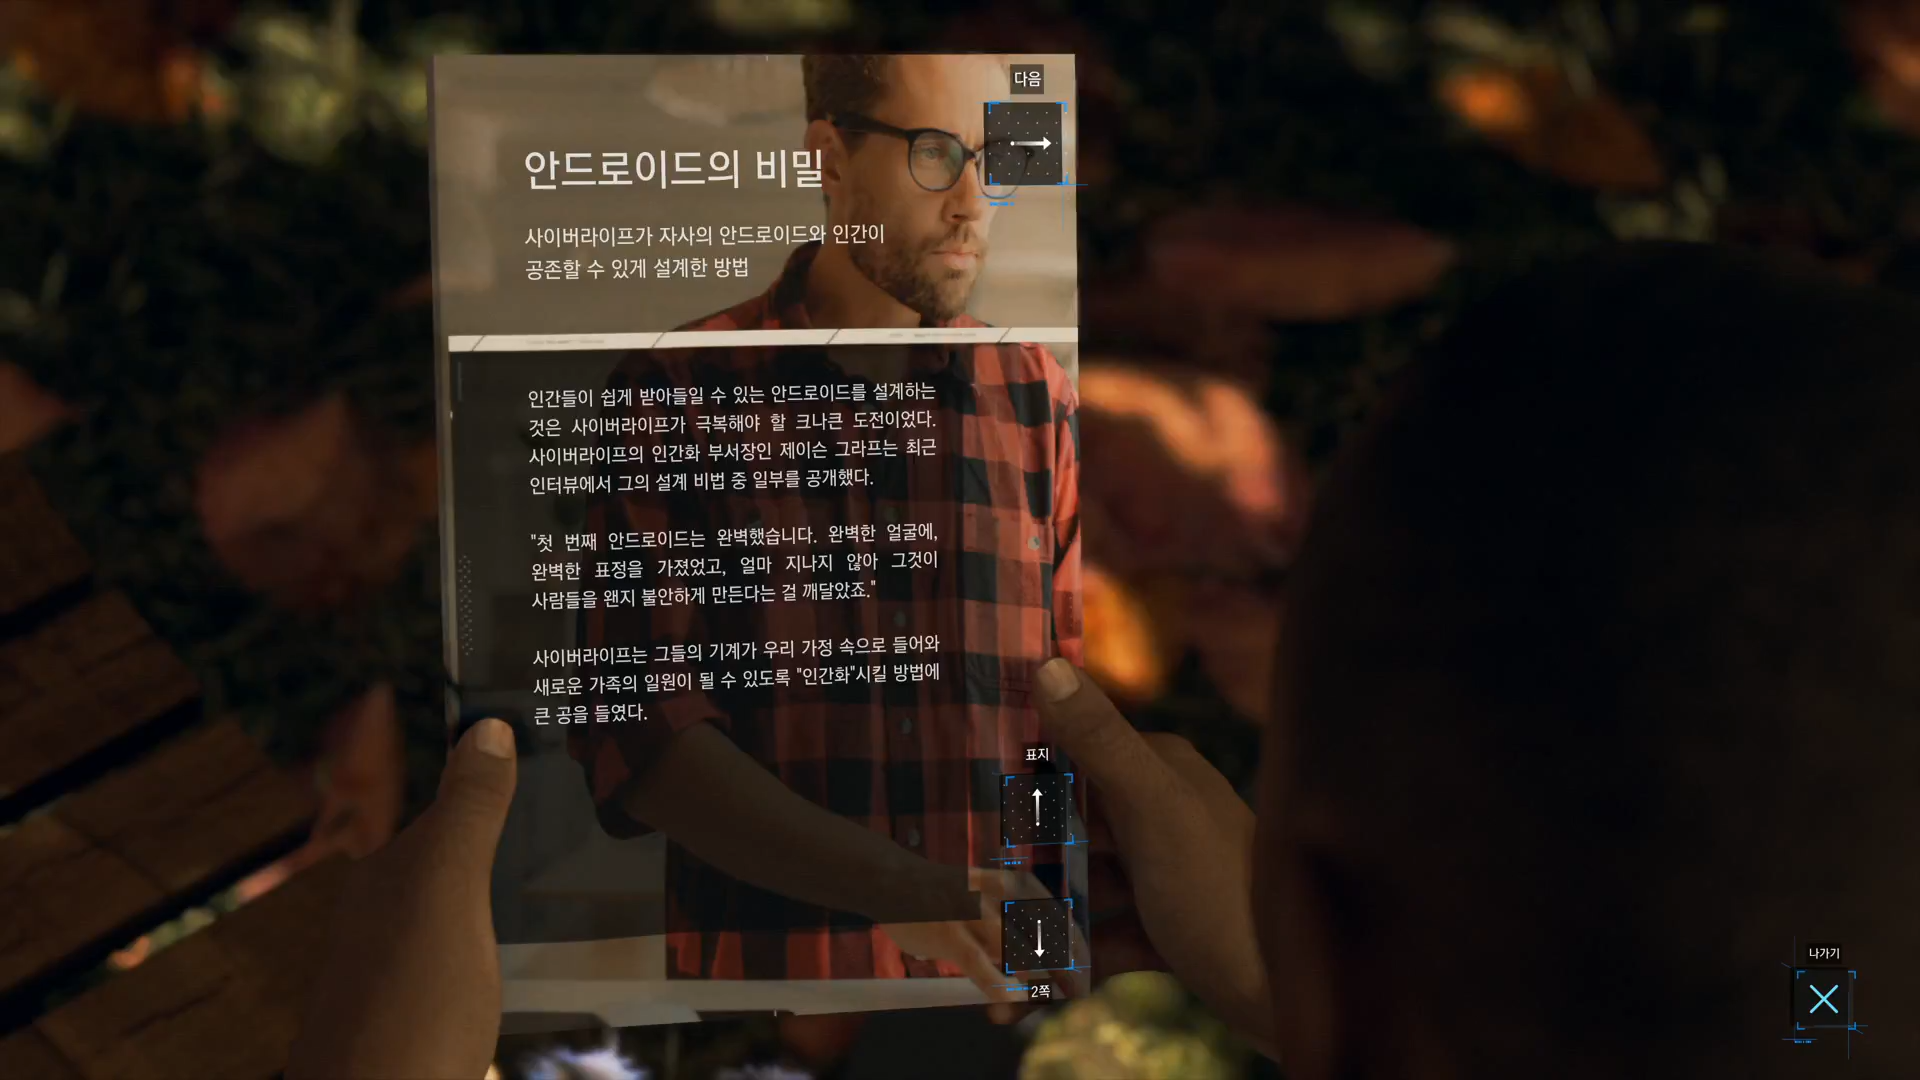 다음
안드로이드의 비밀
사이버라이프가 자사의 안드로이드와 인간이
공존할 수 있게 설계한 방법
인간들이 쉽게 받아들일 수 있는 안드로이드를 설계하는
것은 사이버라이프가 극복해야 할 크나큰 도전이었다.
사이버라이프의 인간화 부서장인 제이슨 그라프는 최근
인터뷰에서 그의 설계 비법 중 일부를 공개했다.
"첫 번째 안드로이드는 완벽했습니다. 완벽한 얼굴에,
완벽한 표정을 가졌었고, 얼마 지나지 않아 그것이
사람들을 왠지 불안하게 만든다는 걸 깨달았죠."
사이버라이프는 그들의 기계가 우리 가정 속으로 들어와
새로운 가족의 일원이 될 수 있도록 "인간화"시킬 방법에
큰 공을 들였다.
표지
2쪽
나가기